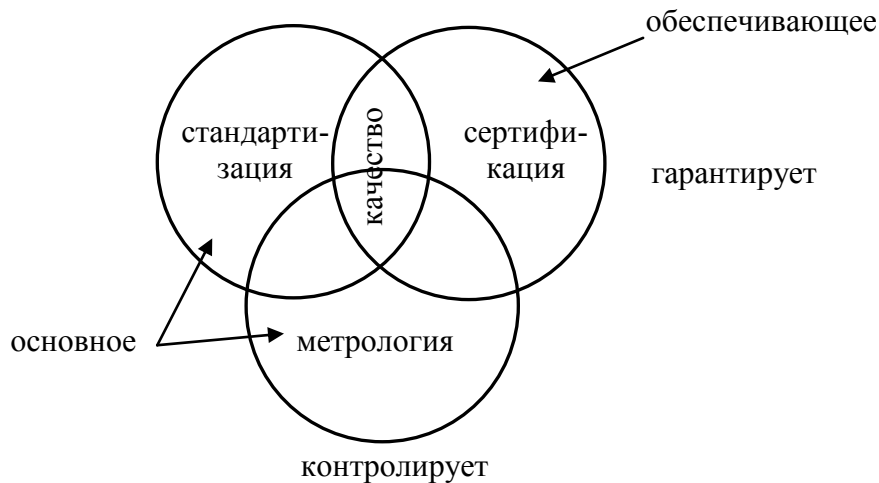 обеспечивающее
стандарти-
зация
качество
сертифи-
кация
гарантирует
основное
метрология
контролирует